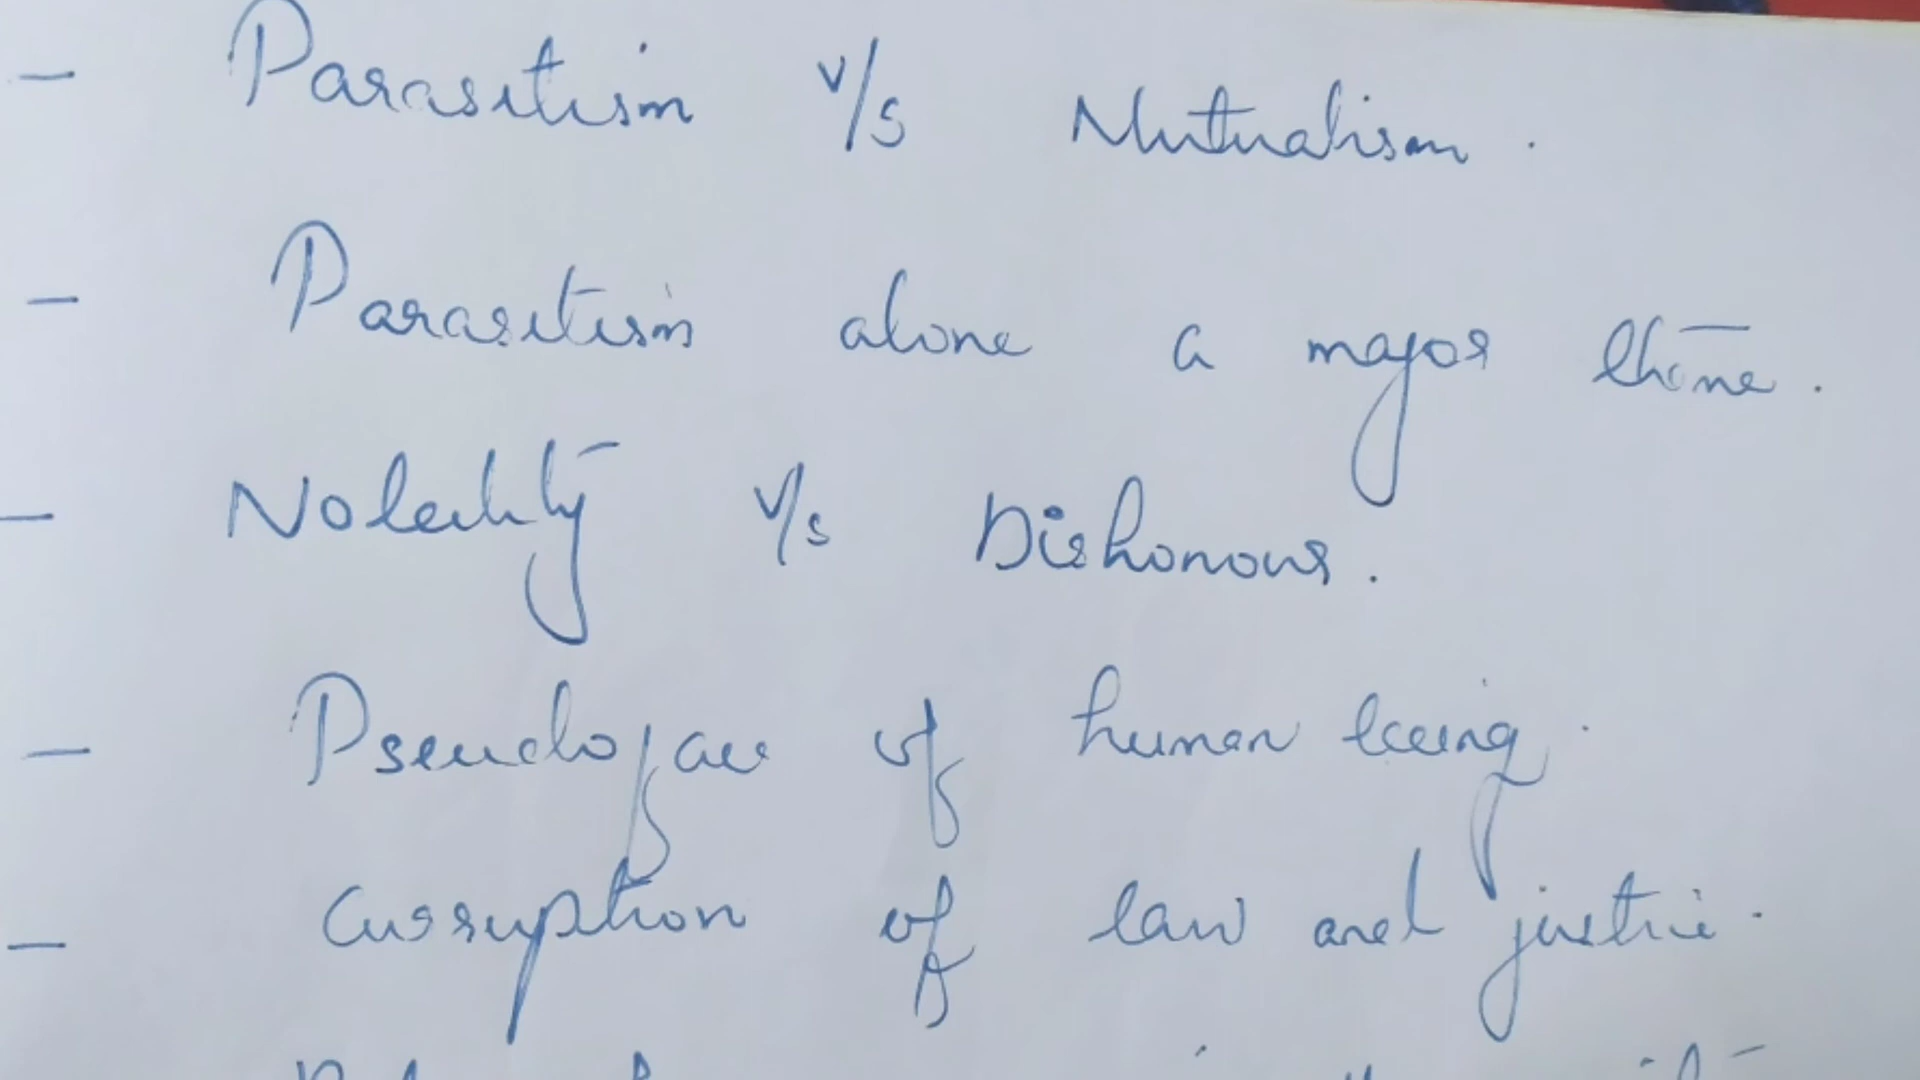 - Parasitism v/s Mutualism.
- Parasitism alone a major theme.
- Nobility v/s Dishonour.
- Pseudoface of human being.
- Corruption of law and justice.